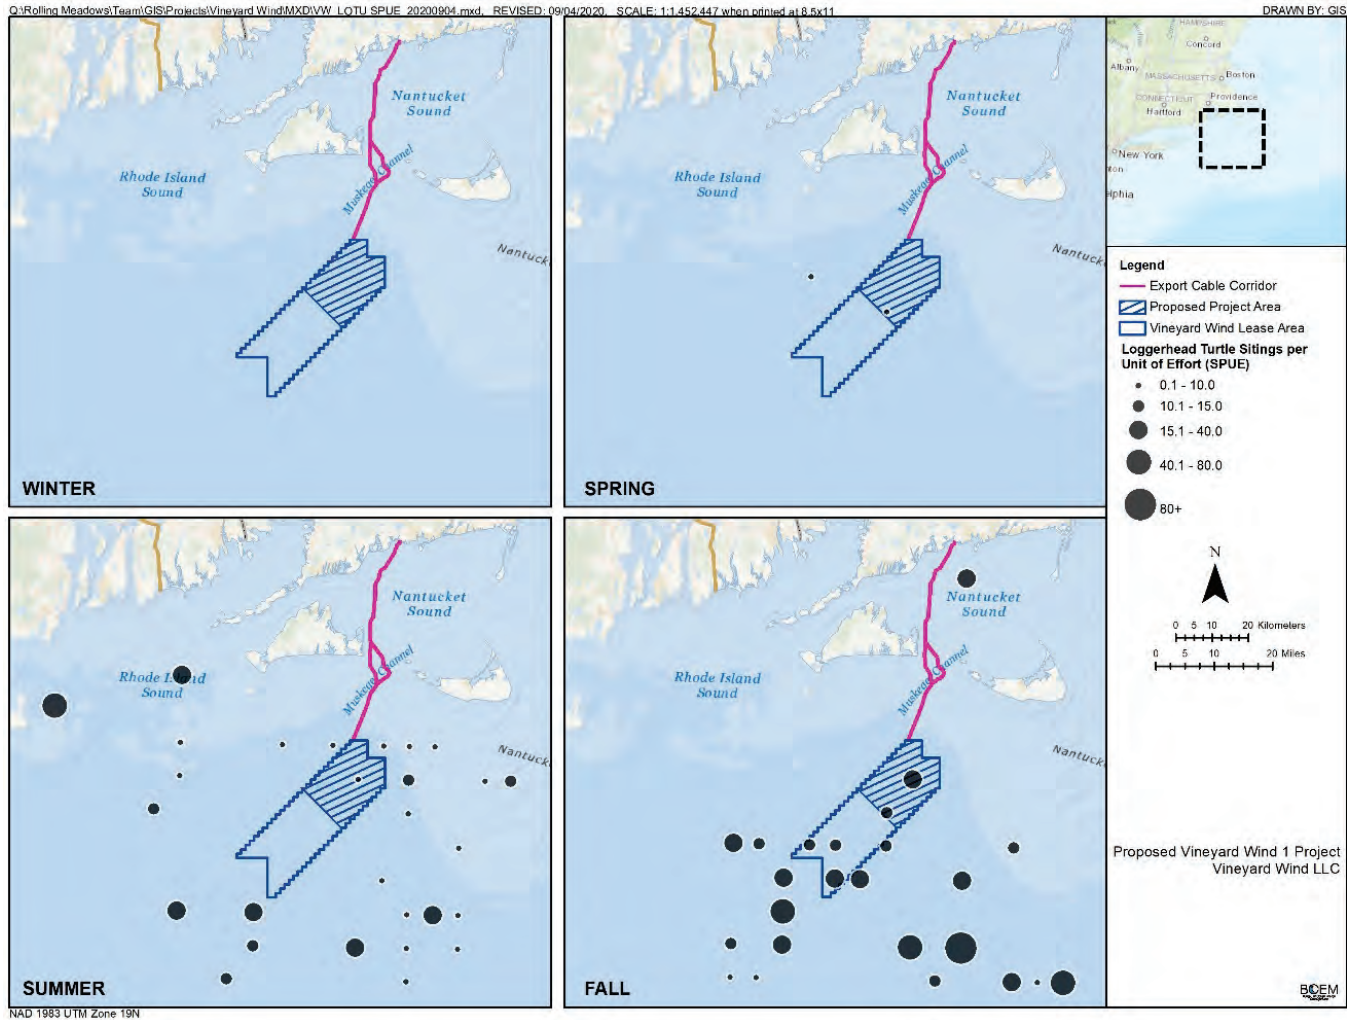 Q:\Rolling Meadows\Team\GIS\Projects\Vineyard Wind\MXD\VW_LOTU_SPUE_20200904.mxd, REVISED: 09/04/2020, SCALE: 1:1,452,447 when printed at 8.5x11
DRAWN BY: GIS
Nantucket
Sound
Rhode Island
Sound
Muskeget Channel
Nantuck
WINTER
Nantucket
Sound
Rhode Island
Sound
Muskeget Channel
Nantuck
SPRING
HAMPSHIRE
Concord
Albany
MASSACHUSETTS
Boston
CONNECTICUT
Providence
Hartford
New York
ton
lphia
Legend
Export Cable Corridor
Proposed Project Area
Vineyard Wind Lease Area
Loggerhead Turtle Sitings per
Unit of Effort (SPUE)
0.1 - 10.0
10.1 - 15.0
15.1 - 40.0
40.1 - 80.0
80+
N
0 5 10 20 Kilometers
0 5 10 20 Miles
Nantucket
Sound
Rhode Island
Sound
Muskeget Channel
Nantuck
SUMMER
Nantucket
Sound
Rhode Island
Sound
Muskeget Channel
Nantuck
FALL
Proposed Vineyard Wind 1 Project
Vineyard Wind LLC
BOEM
NAD 1983 UTM Zone 19N